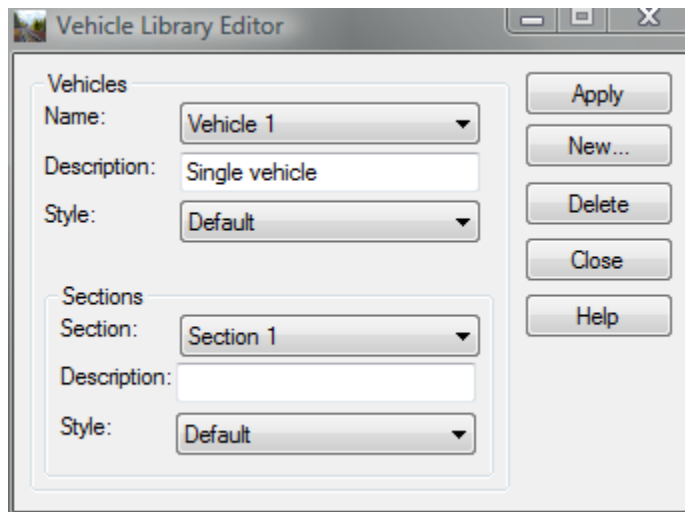 Vehicle Library Editor
Vehicles
Name: Vehicle 1
Description: Single vehicle
Style: Default
Sections
Section: Section 1
Description:
Style: Default
Apply
New...
Delete
Close
Help